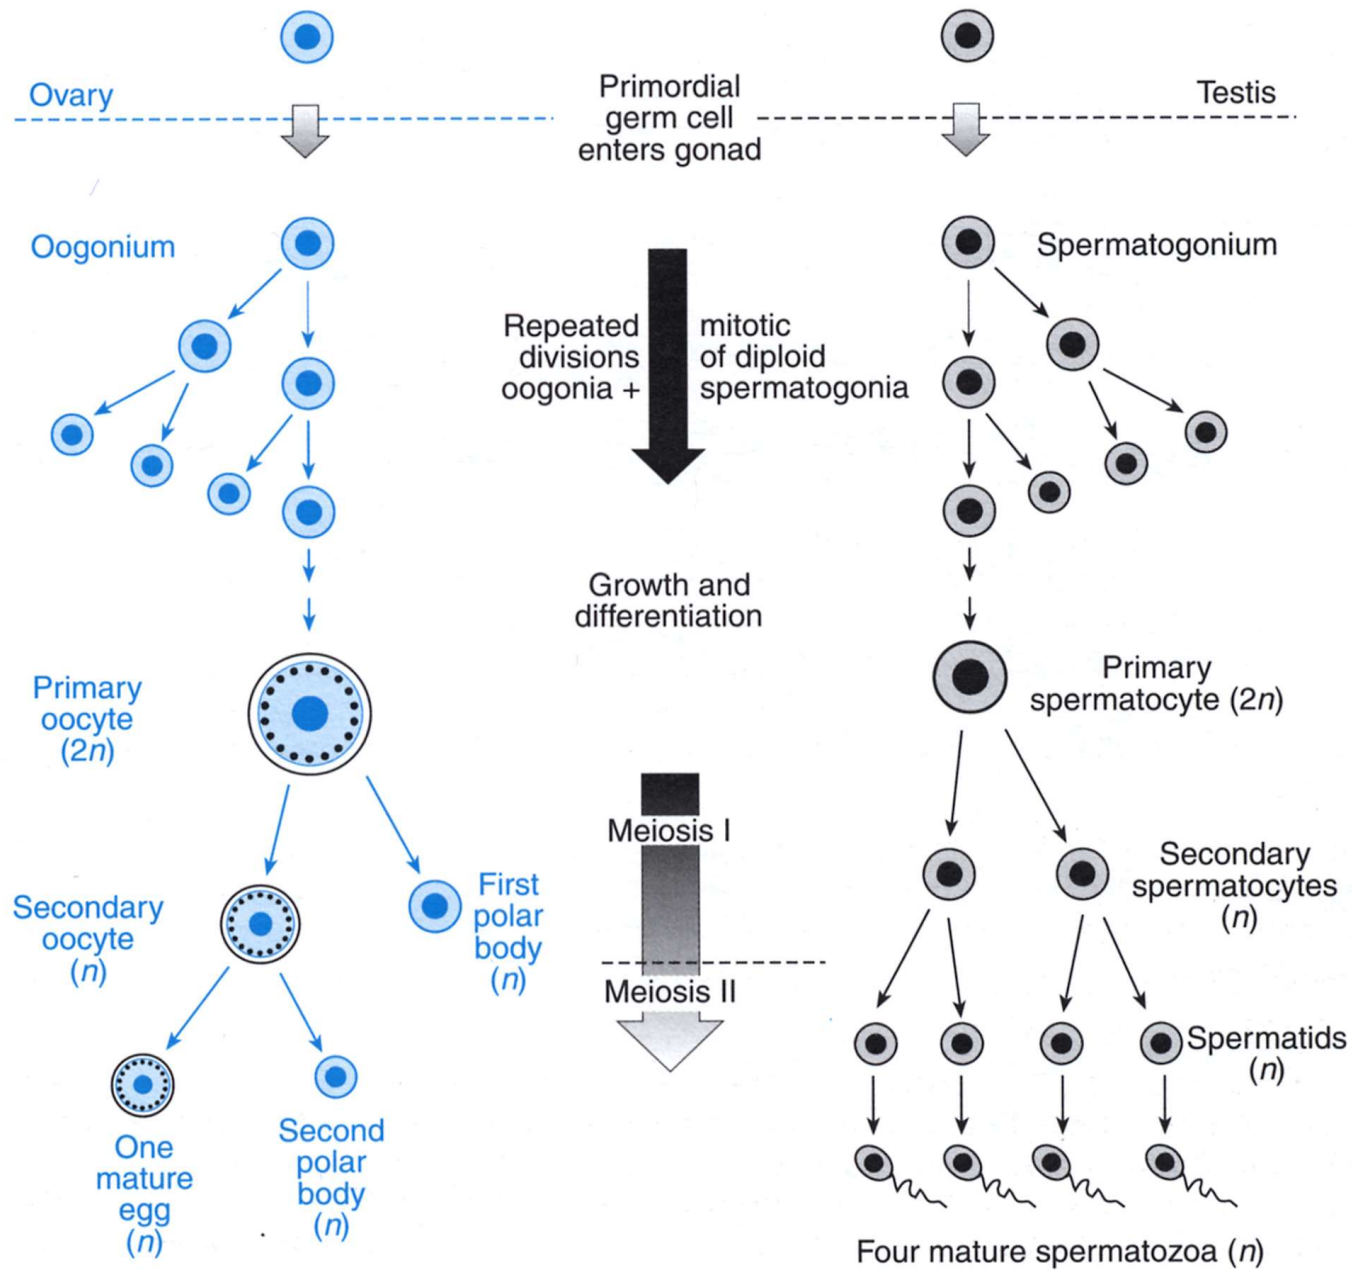 Ovary
Primordial
germ cell
enters gonad
Testis
Oogonium
Spermatogonium
Repeated mitotic
divisions of diploid
oogonia + spermatogonia
Growth and
differentiation
Primary
oocyte
(2n)
Primary
spermatocyte (2n)
Meiosis I
Secondary
oocyte
(n)
First
polar
body
(n)
Secondary
spermatocytes
(n)
Meiosis II
Spermatids
(n)
One
mature
egg
(n)
Second
polar
body
(n)
Four mature spermatozoa (n)